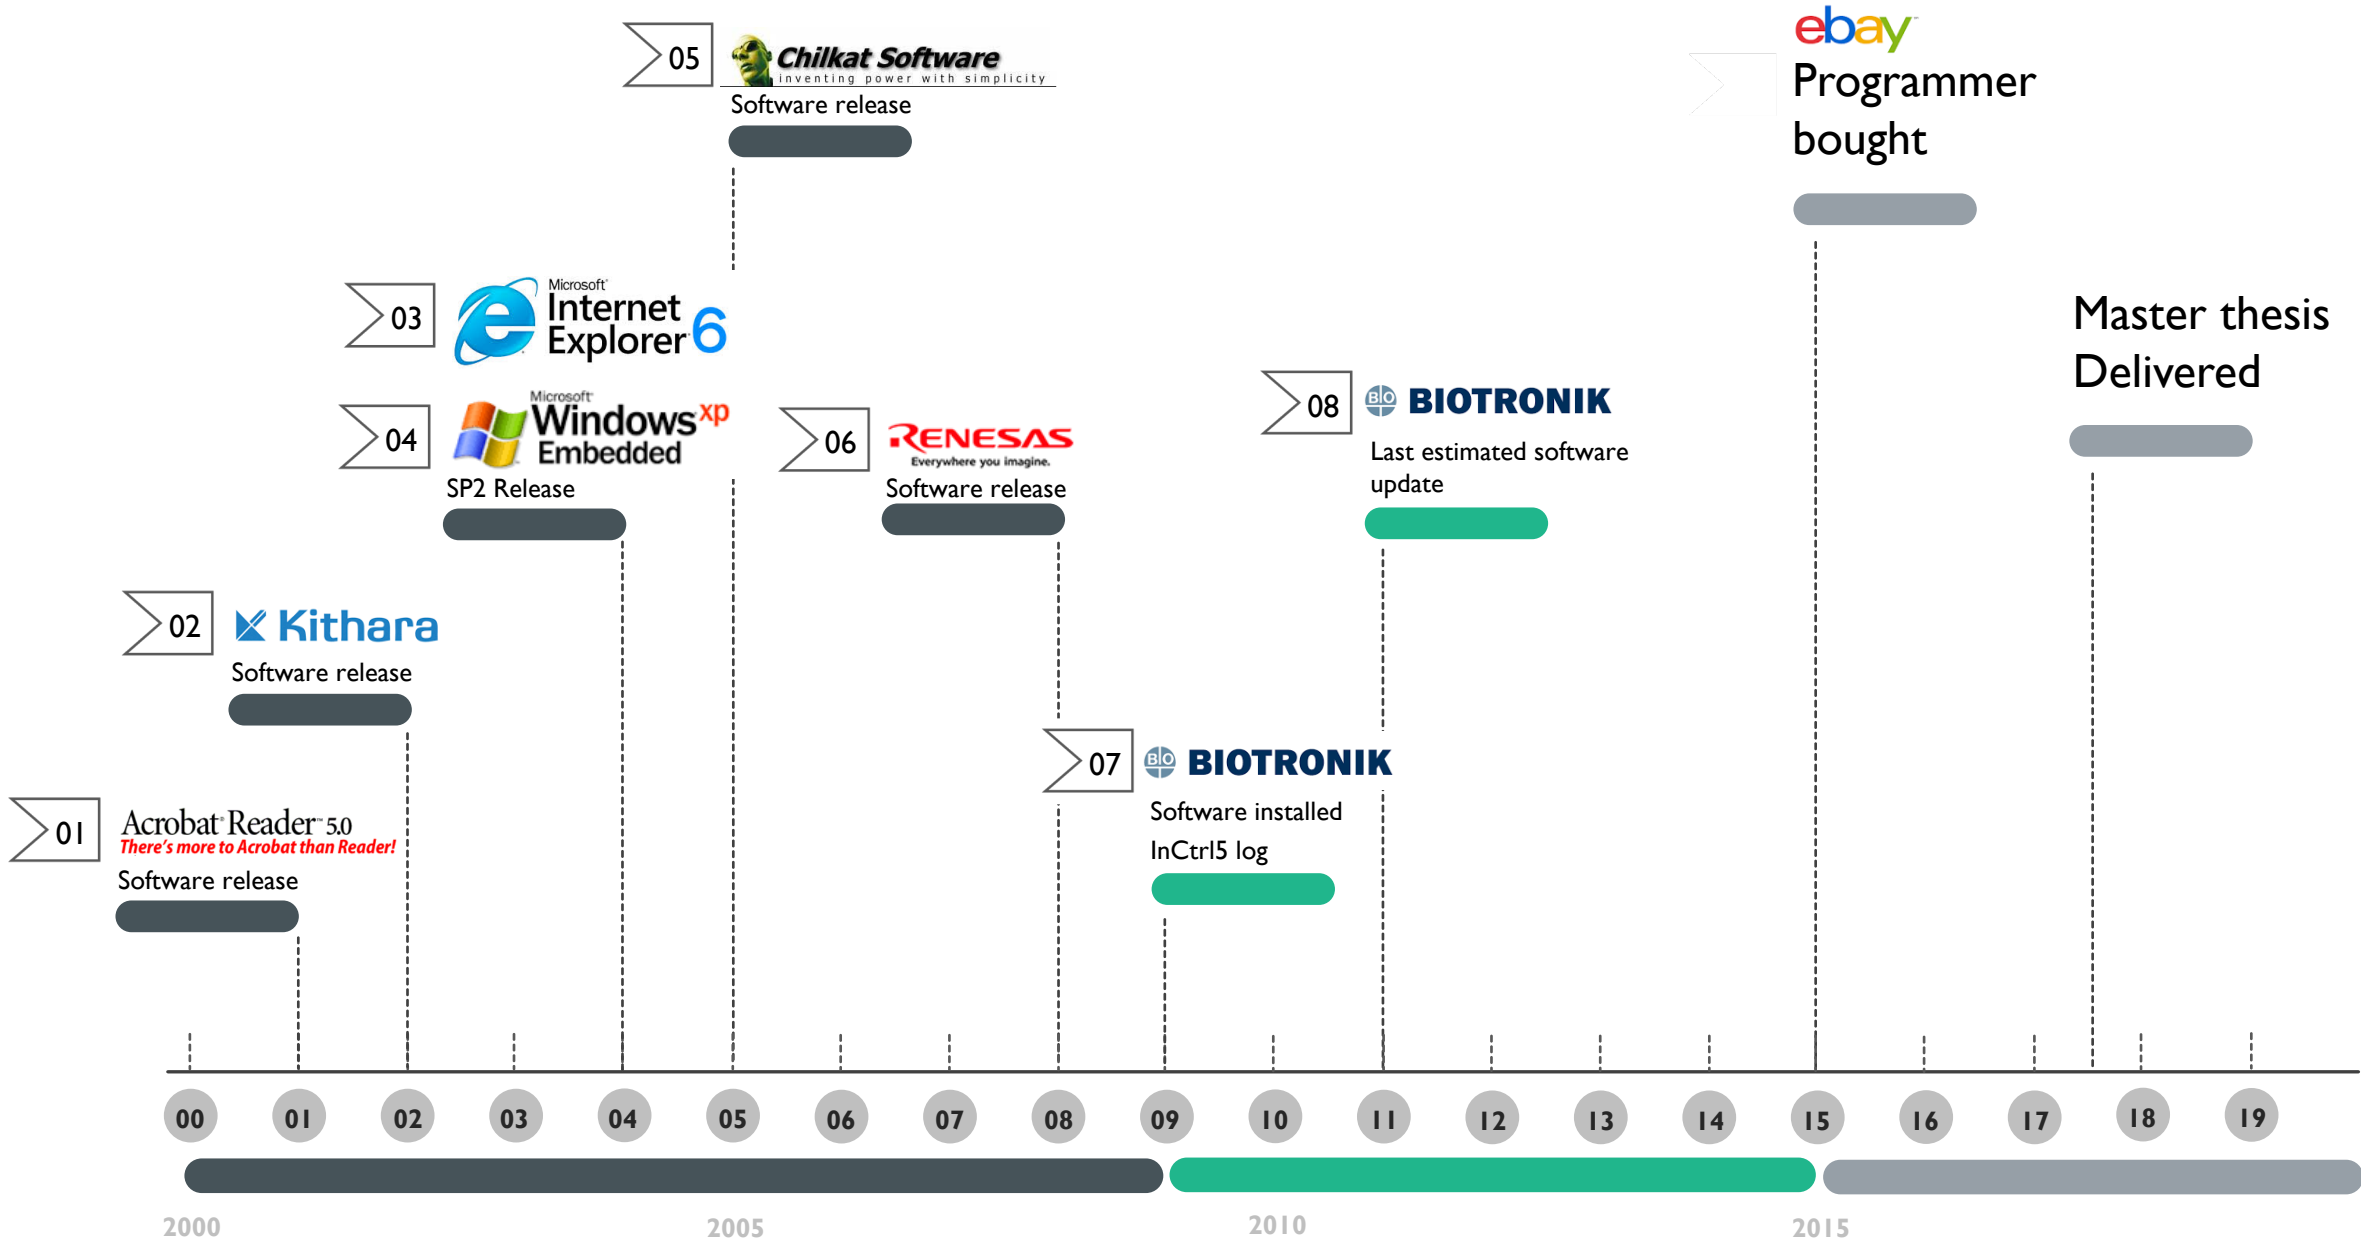 05
Chilkat Software
inventing power with simplicity
Software release
ebay™
Programmer
bought
03
Microsoft®
Internet
Explorer 6
Master thesis
Delivered
04
Microsoft®
Windows xp
Embedded
SP2 Release
06
RENESAS
Everywhere you imagine.
Software release
08
BIO BIOTRONIK
Last estimated software
update
02
Kithara
Software release
07
BIO BIOTRONIK
Software installed
InCtrl5 log
01
Acrobat® Reader™ 5.0
There's more to Acrobat than Reader!
Software release
00 01 02 03 04 05 06 07 08 09 10 11 12 13 14 15 16 17 18 19
2000 2005 2010 2015